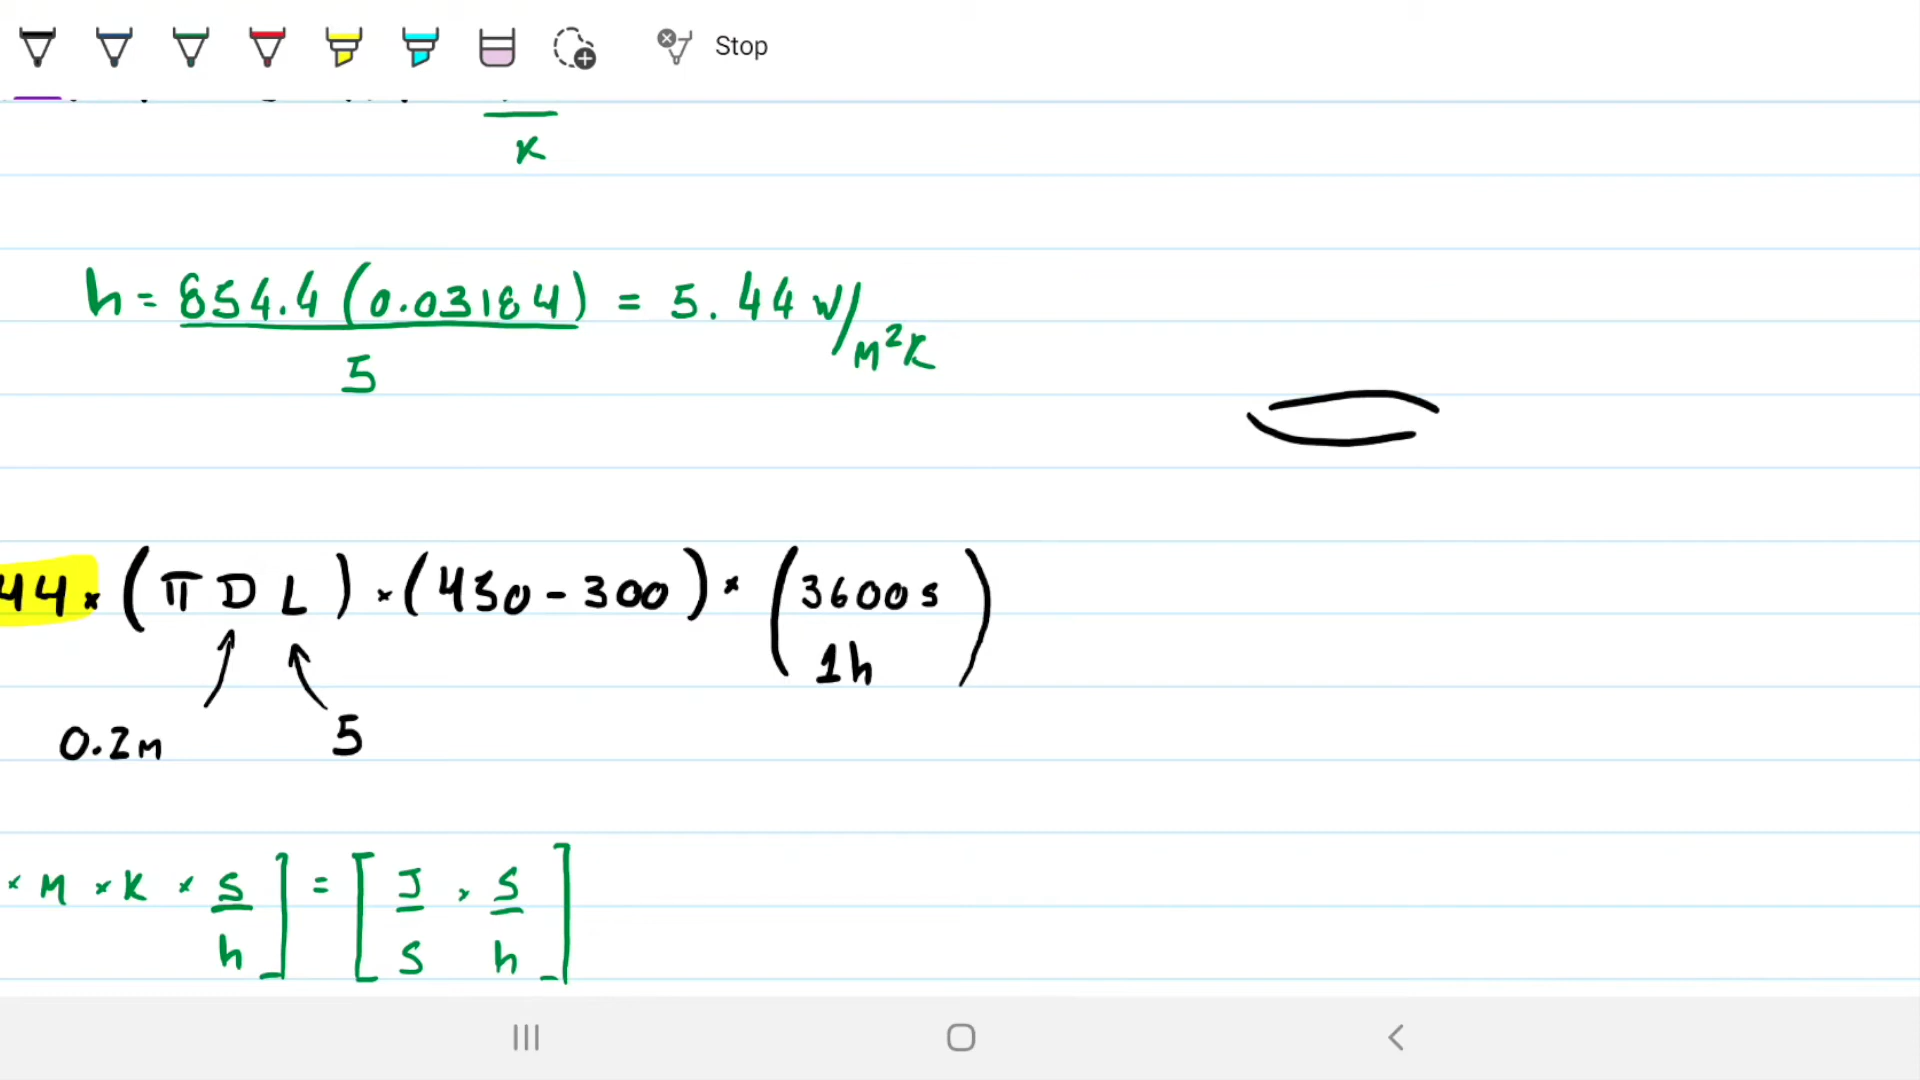 Stop
K
h = 854.4 (0.03184) = 5.44 W/m²K
5
44 × (π D L) × (430 - 300) × (3600 s
1h)
0.2m 5
× M × K × s ] = [ J × s ]
h s h